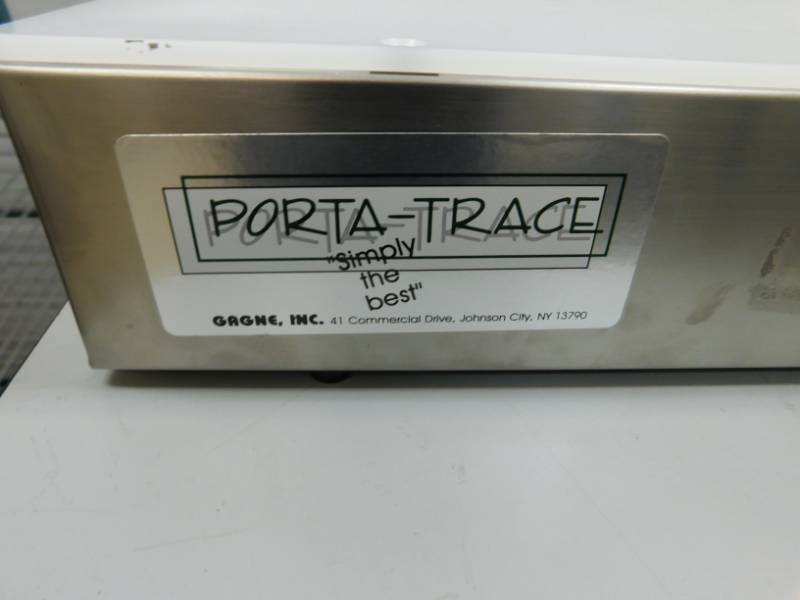 PORTA-TRACE
"Simply
the
best"
GAGNE, INC. 41 Commercial Drive, Johnson City, NY 13790